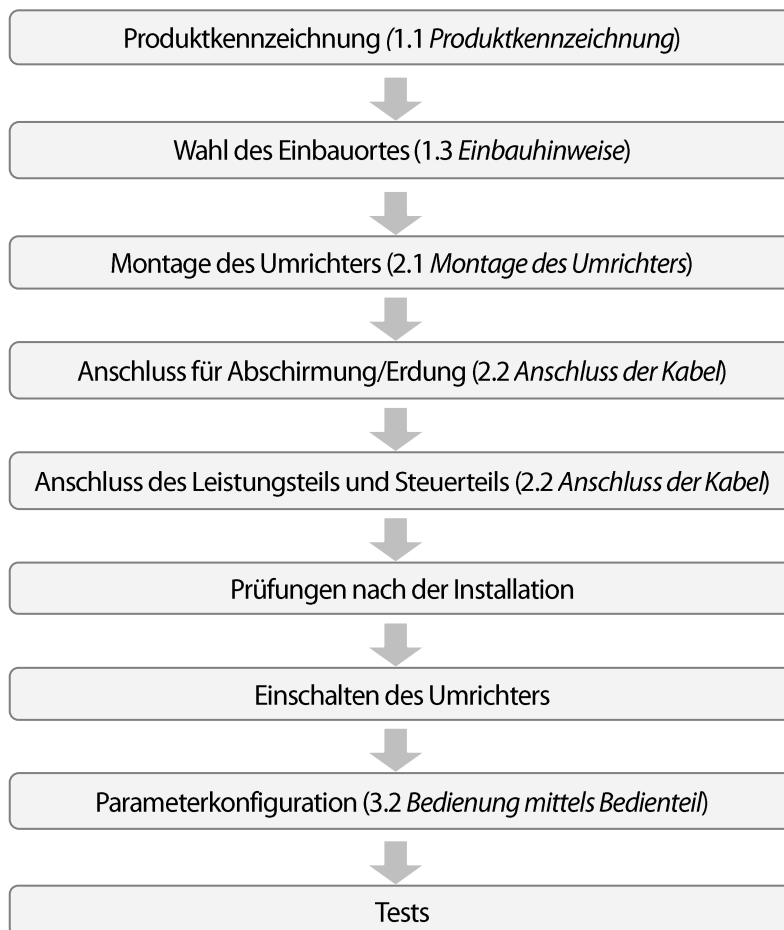 Produktkennzeichnung (1.1 Produktkennzeichnung)
Wahl des Einbauortes (1.3 Einbauhinweise)
Montage des Umrichters (2.1 Montage des Umrichters)
Anschluss für Abschirmung/Erdung (2.2 Anschluss der Kabel)
Anschluss des Leistungsteils und Steuerteils (2.2 Anschluss der Kabel)
Prüfungen nach der Installation
Einschalten des Umrichters
Parameterkonfiguration (3.2 Bedienung mittels Bedienteil)
Tests